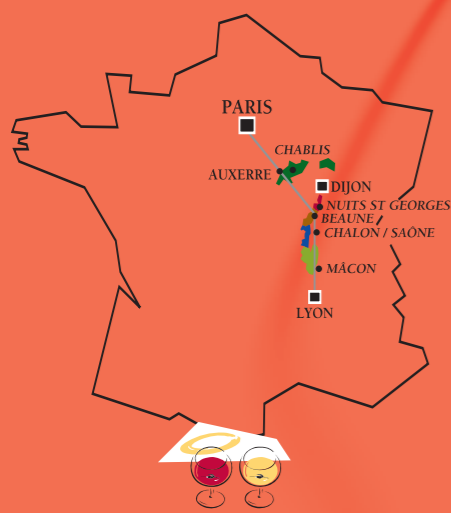 PARIS
CHABLIS
AUXERRE
DIJON
NUITS ST GEORGES
BEAUNE
CHALON / SAÔNE
MÂCON
LYON